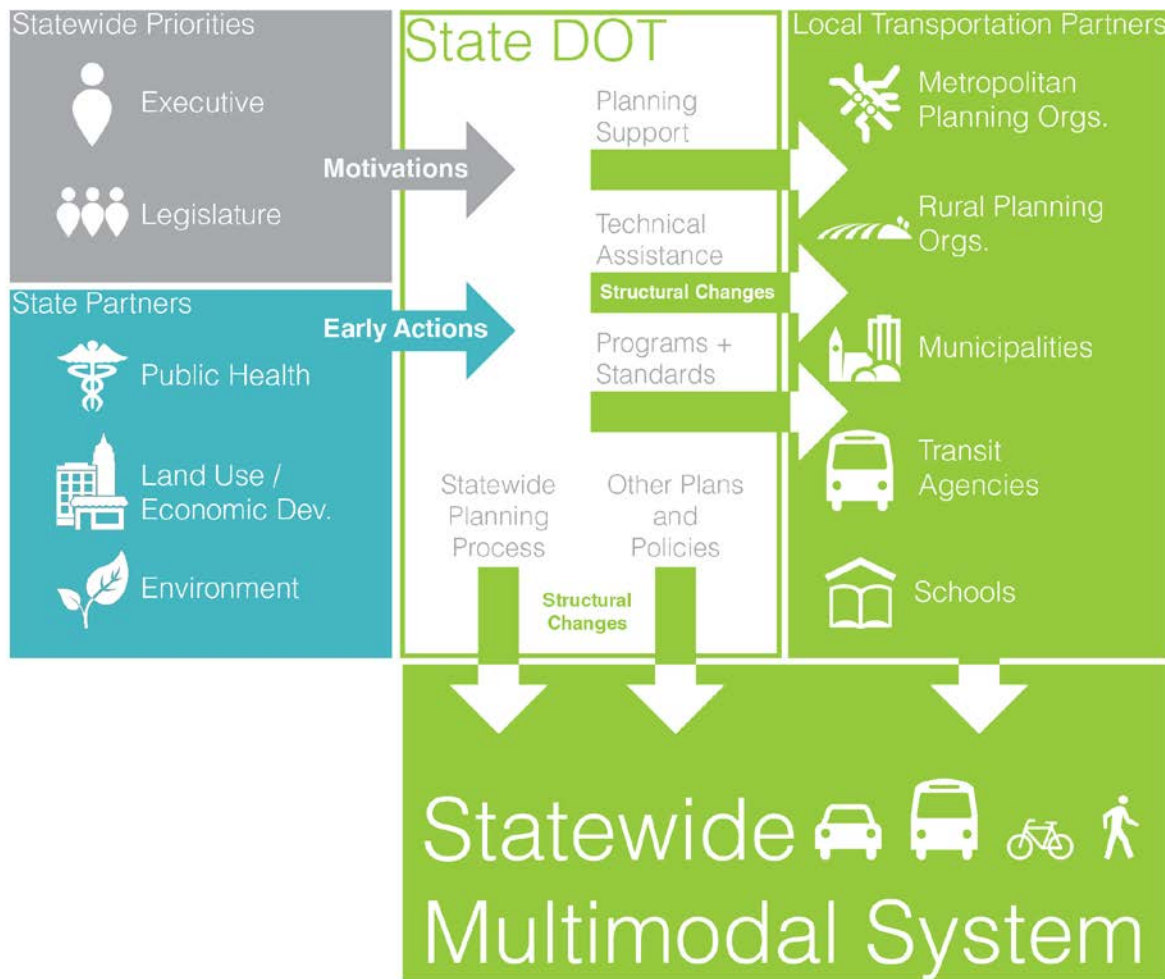 Statewide Priorities
Executive
Legislature
Motivations
State Partners
Early Actions
Public Health
Land Use /
Economic Dev.
Environment
State DOT
Planning
Support
Technical
Assistance
Structural Changes
Programs +
Standards
Statewide
Planning
Process
Other Plans
and
Policies
Structural
Changes
Local Transportation Partners
Metropolitan
Planning Orgs.
Rural Planning
Orgs.
Municipalities
Transit
Agencies
Schools
Statewide
Multimodal System